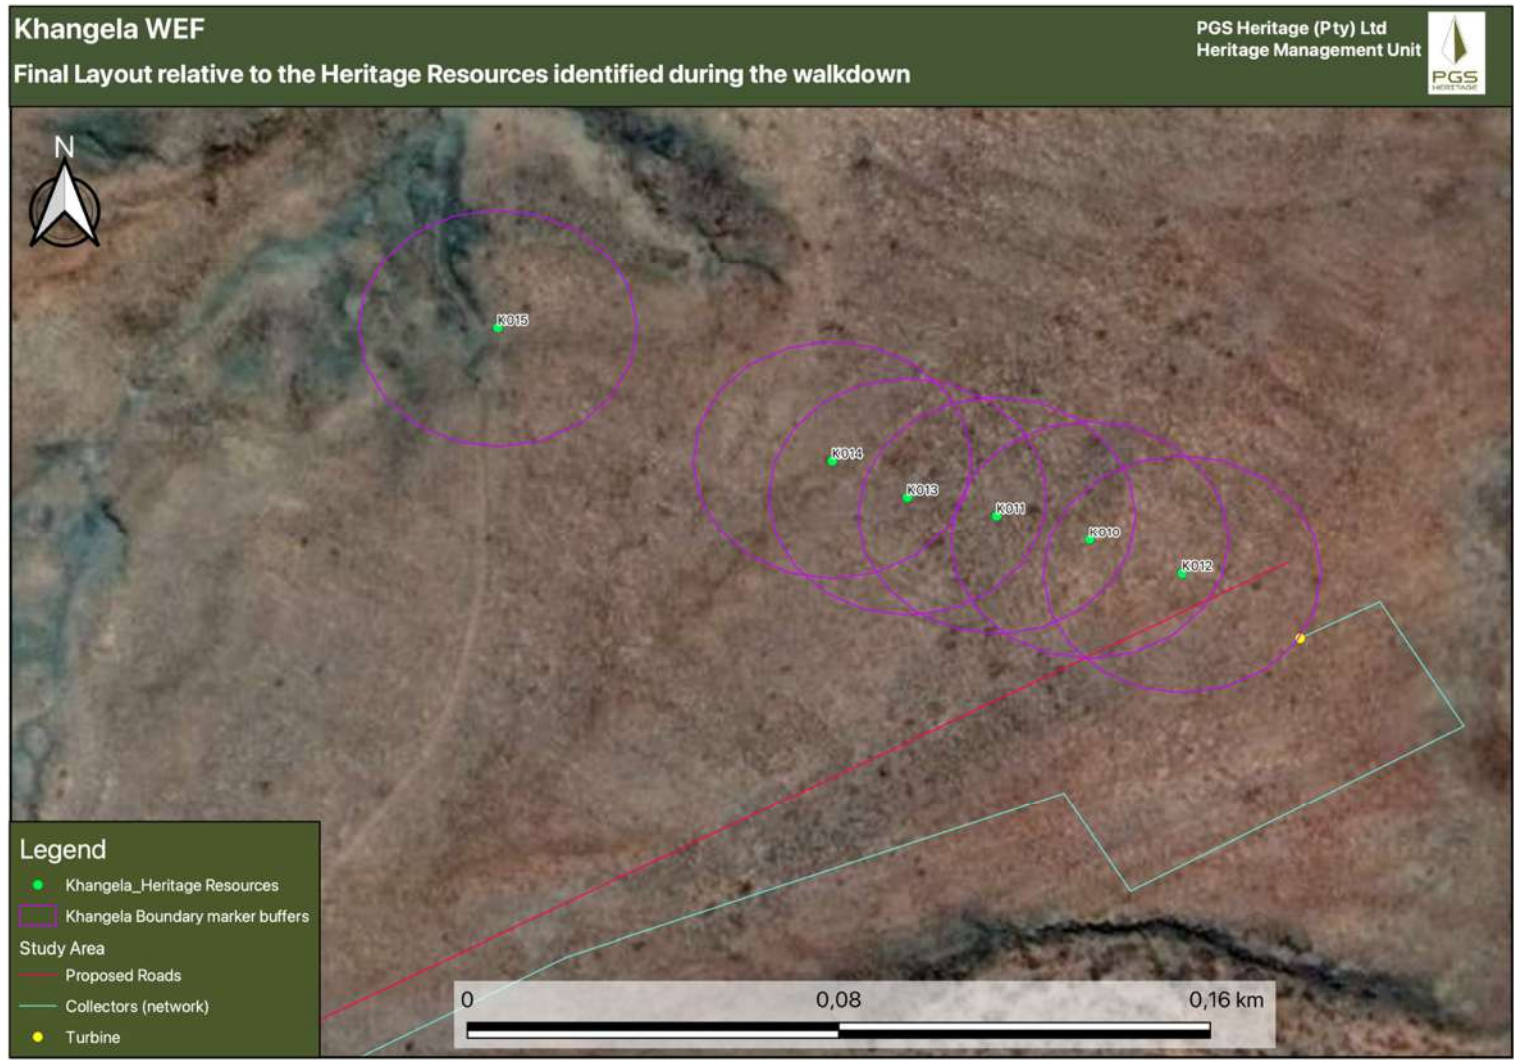 Khangela WEF
Final Layout relative to the Heritage Resources identified during the walkdown
PGS Heritage (Pty) Ltd
Heritage Management Unit
PGS
HERITAGE
N
K015
K014
K013
K011
K010
K012
Legend
Khangela_Heritage Resources
Khangela Boundary marker buffers
Study Area
Proposed Roads
Collectors (network)
Turbine
0 0,08 0,16 km